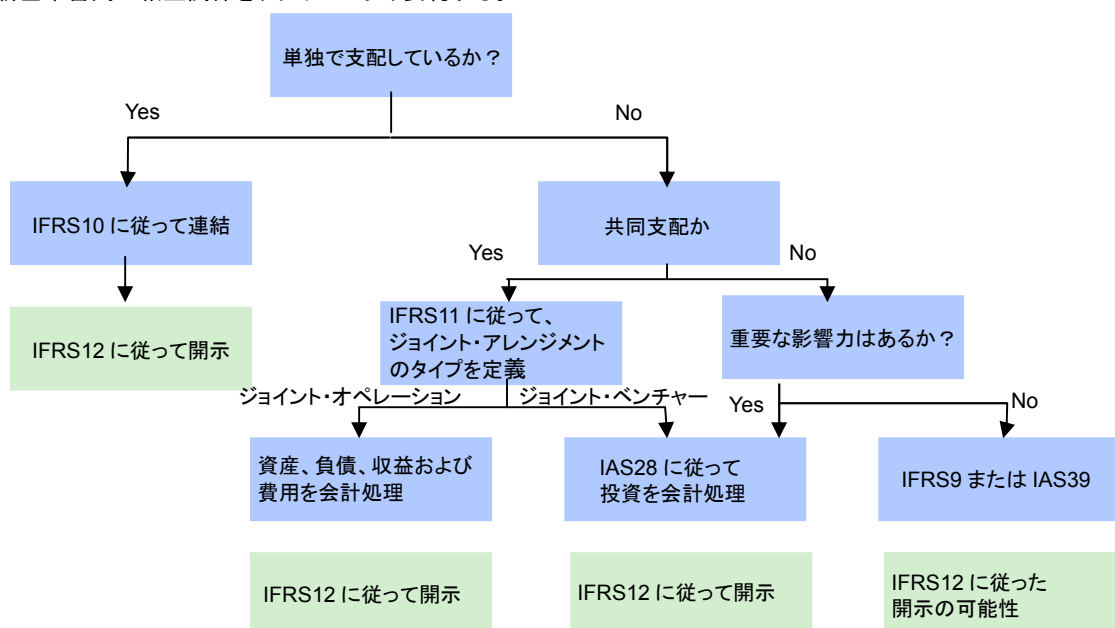 単独で支配しているか？
Yes
No
IFRS10 に従って連結
共同支配か
Yes
No
IFRS12 に従って開示
IFRS11 に従って、
ジョイント・アレンジメント
のタイプを定義
重要な影響力はあるか？
ジョイント・オペレーション
ジョイント・ベンチャー
Yes
No
資産、負債、収益および
費用を会計処理
IAS28 に従って
投資を会計処理
IFRS9 または IAS39
IFRS12 に従って開示
IFRS12 に従って開示
IFRS12 に従った
開示の可能性